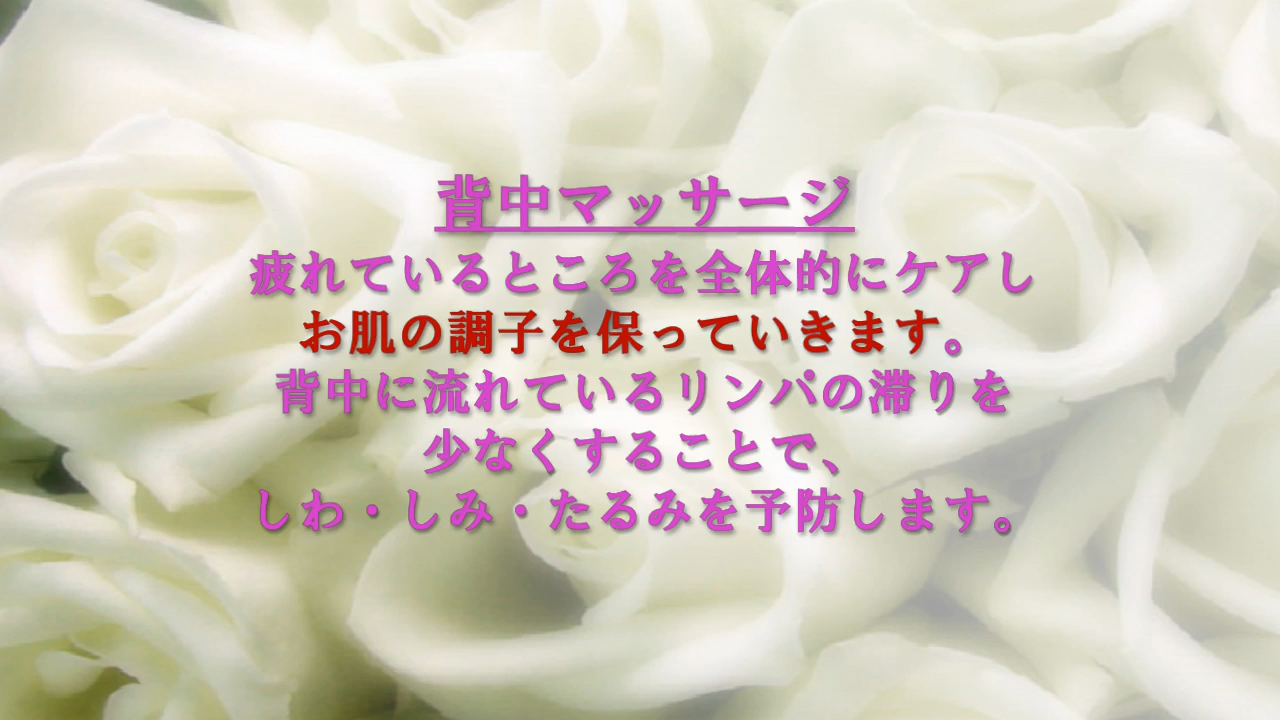 背中マッサージ
疲れているところを全体的にケアし
お肌の調子を保っていきます。
背中に流れているリンパの滞りを
少なくすることで、
しわ・しみ・たるみを予防します。